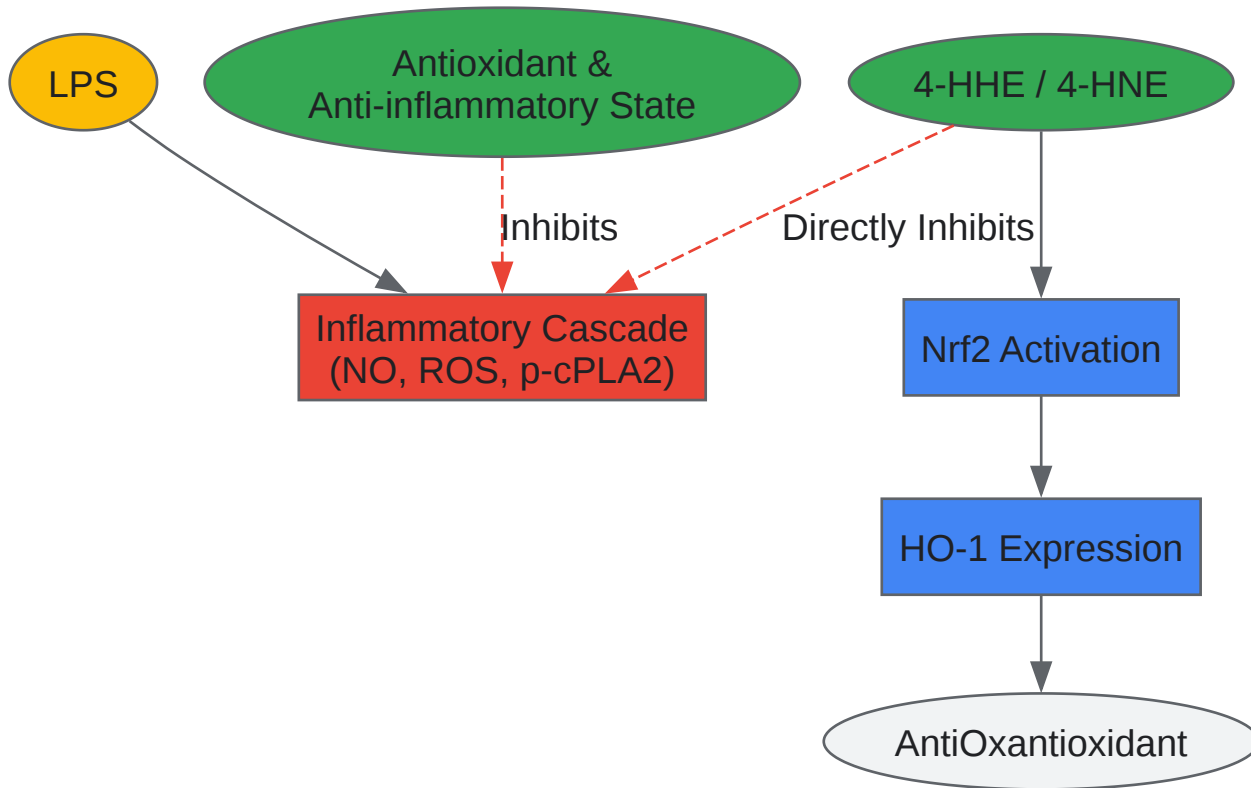 LPS
Antioxidant &
Anti-inflammatory State
4-HHE / 4-HNE
Inhibits
Directly Inhibits
Inflammatory Cascade
(NO, ROS, p-cPLA2)
Nrf2 Activation
HO-1 Expression
AntiOxantioxidant